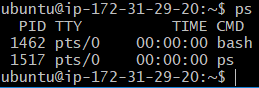 ubuntu@ip-172-31-29-20:~$ ps
  PID TTY          TIME CMD
 1462 pts/0    00:00:00 bash
 1517 pts/0    00:00:00 ps
ubuntu@ip-172-31-29-20:~$